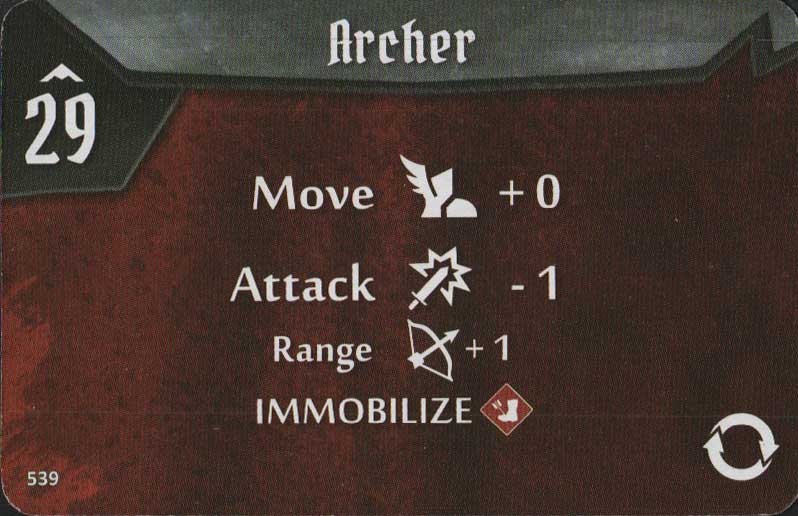 Archer
29
Move + 0
Attack - 1
Range + 1
IMMOBILIZE
539